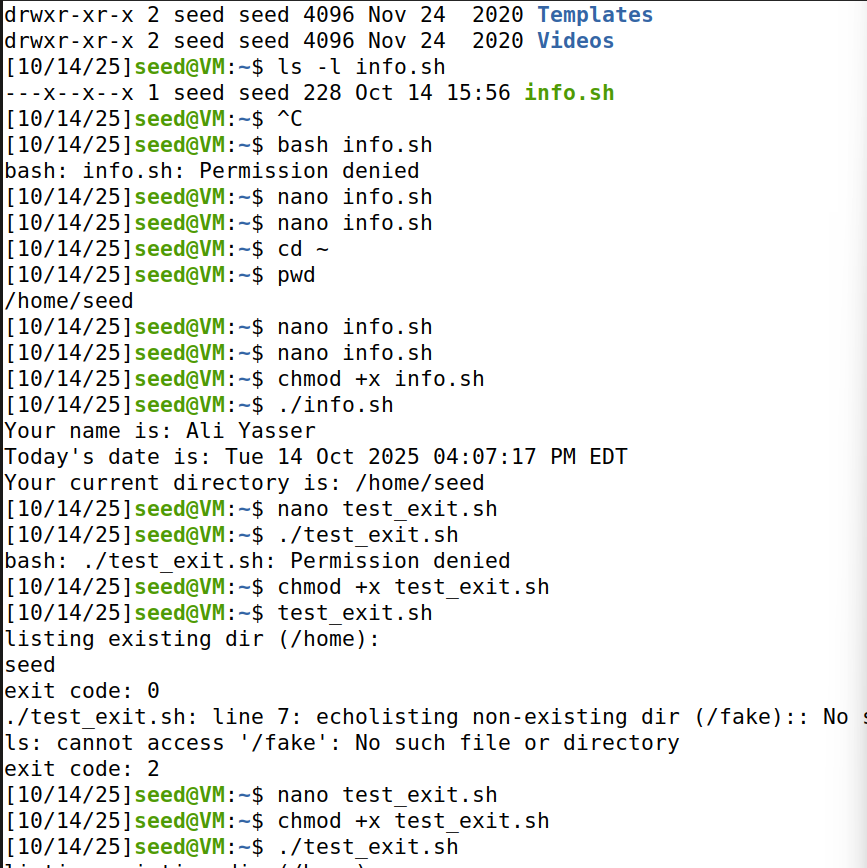 drwxr-xr-x 2 seed seed 4096 Nov 24  2020 Templates
drwxr-xr-x 2 seed seed 4096 Nov 24  2020 Videos
[10/14/25]seed@VM:~$ ls -l info.sh
---x--x--x 1 seed seed 228 Oct 14 15:56 info.sh
[10/14/25]seed@VM:~$ ^C
[10/14/25]seed@VM:~$ bash info.sh
bash: info.sh: Permission denied
[10/14/25]seed@VM:~$ nano info.sh
[10/14/25]seed@VM:~$ nano info.sh
[10/14/25]seed@VM:~$ cd ~
[10/14/25]seed@VM:~$ pwd
/home/seed
[10/14/25]seed@VM:~$ nano info.sh
[10/14/25]seed@VM:~$ nano info.sh
[10/14/25]seed@VM:~$ chmod +x info.sh
[10/14/25]seed@VM:~$ ./info.sh
Your name is: Ali Yasser
Today's date is: Tue 14 Oct 2025 04:07:17 PM EDT
Your current directory is: /home/seed
[10/14/25]seed@VM:~$ nano test_exit.sh
[10/14/25]seed@VM:~$ ./test_exit.sh
bash: ./test_exit.sh: Permission denied
[10/14/25]seed@VM:~$ chmod +x test_exit.sh
[10/14/25]seed@VM:~$ test_exit.sh
listing existing dir (/home):
seed
exit code: 0
./test_exit.sh: line 7: echolisting non-existing dir (/fake):: No
ls: cannot access '/fake': No such file or directory
exit code: 2
[10/14/25]seed@VM:~$ nano test_exit.sh
[10/14/25]seed@VM:~$ chmod +x test_exit.sh
[10/14/25]seed@VM:~$ ./test_exit.sh